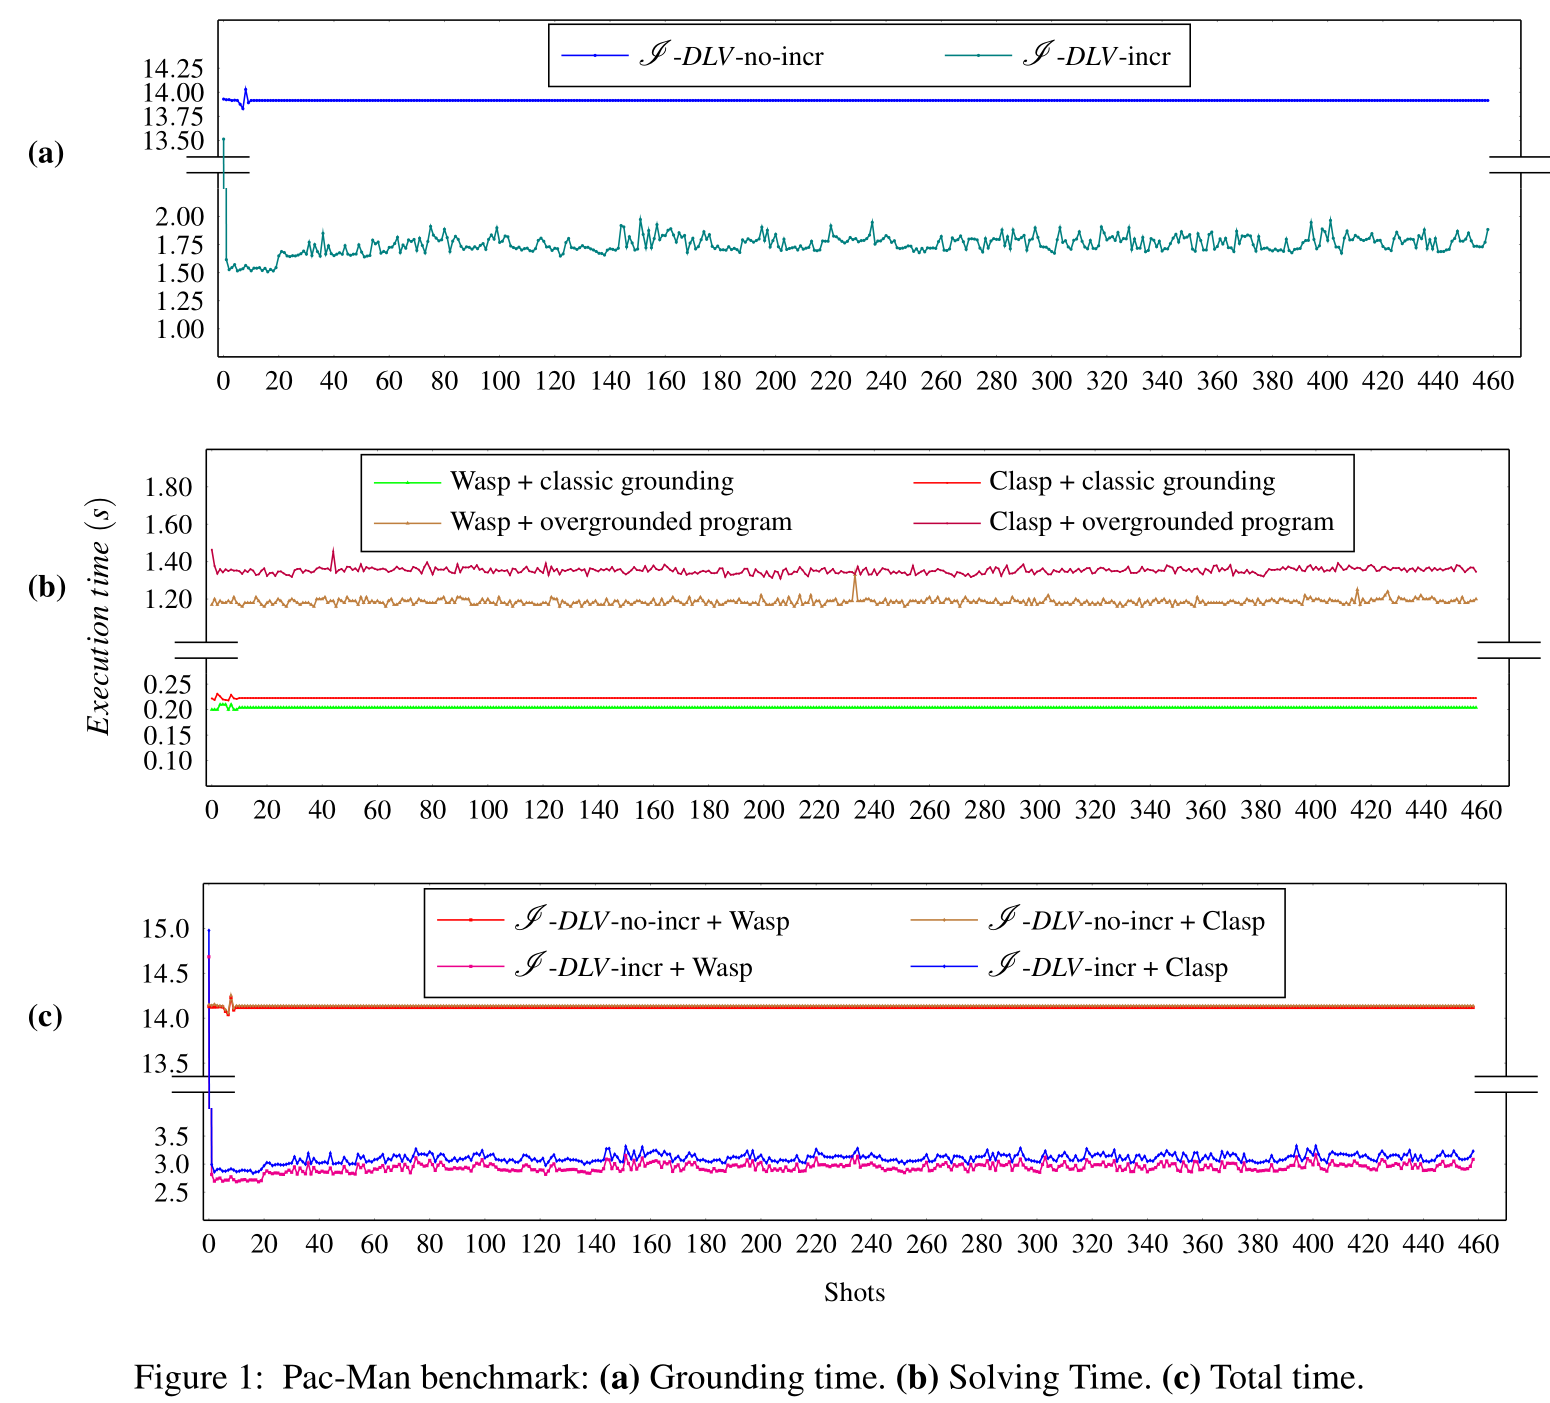 ℐ-DLV-no-incr ℐ-DLV-incr
14.25
14.00
13.75
13.50
(a)
2.00
1.75
1.50
1.25
1.00
0 20 40 60 80 100 120 140 160 180 200 220 240 260 280 300 320 340 360 380 400 420 440 460
Wasp + classic grounding Clasp + classic grounding
Wasp + overgrounded program Clasp + overgrounded program
1.80
1.60
1.40
1.20
(b)
Execution time (s)
0.25
0.20
0.15
0.10
0 20 40 60 80 100 120 140 160 180 200 220 240 260 280 300 320 340 360 380 400 420 440 460
ℐ-DLV-no-incr + Wasp ℐ-DLV-no-incr + Clasp
ℐ-DLV-incr + Wasp ℐ-DLV-incr + Clasp
15.0
14.5
14.0
13.5
(c)
3.5
3.0
2.5
0 20 40 60 80 100 120 140 160 180 200 220 240 260 280 300 320 340 360 380 400 420 440 460
Shots
Figure 1: Pac-Man benchmark: (a) Grounding time. (b) Solving Time. (c) Total time.